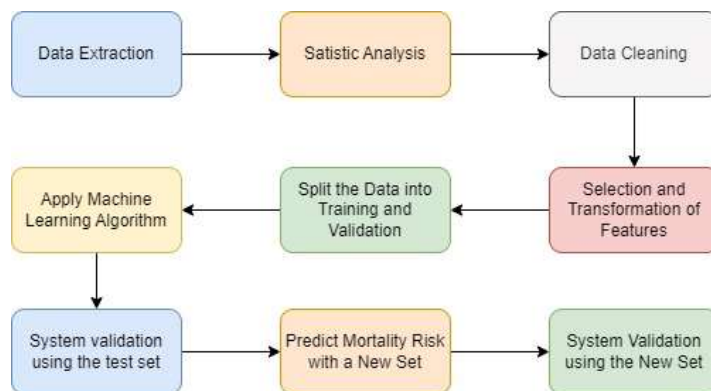 Data Extraction
Satistic Analysis
Data Cleaning
Selection and
Transformation of
Features
Split the Data into
Training and
Validation
Apply Machine
Learning Algorithm
System validation
using the test set
Predict Mortality Risk
with a New Set
System Validation
using the New Set